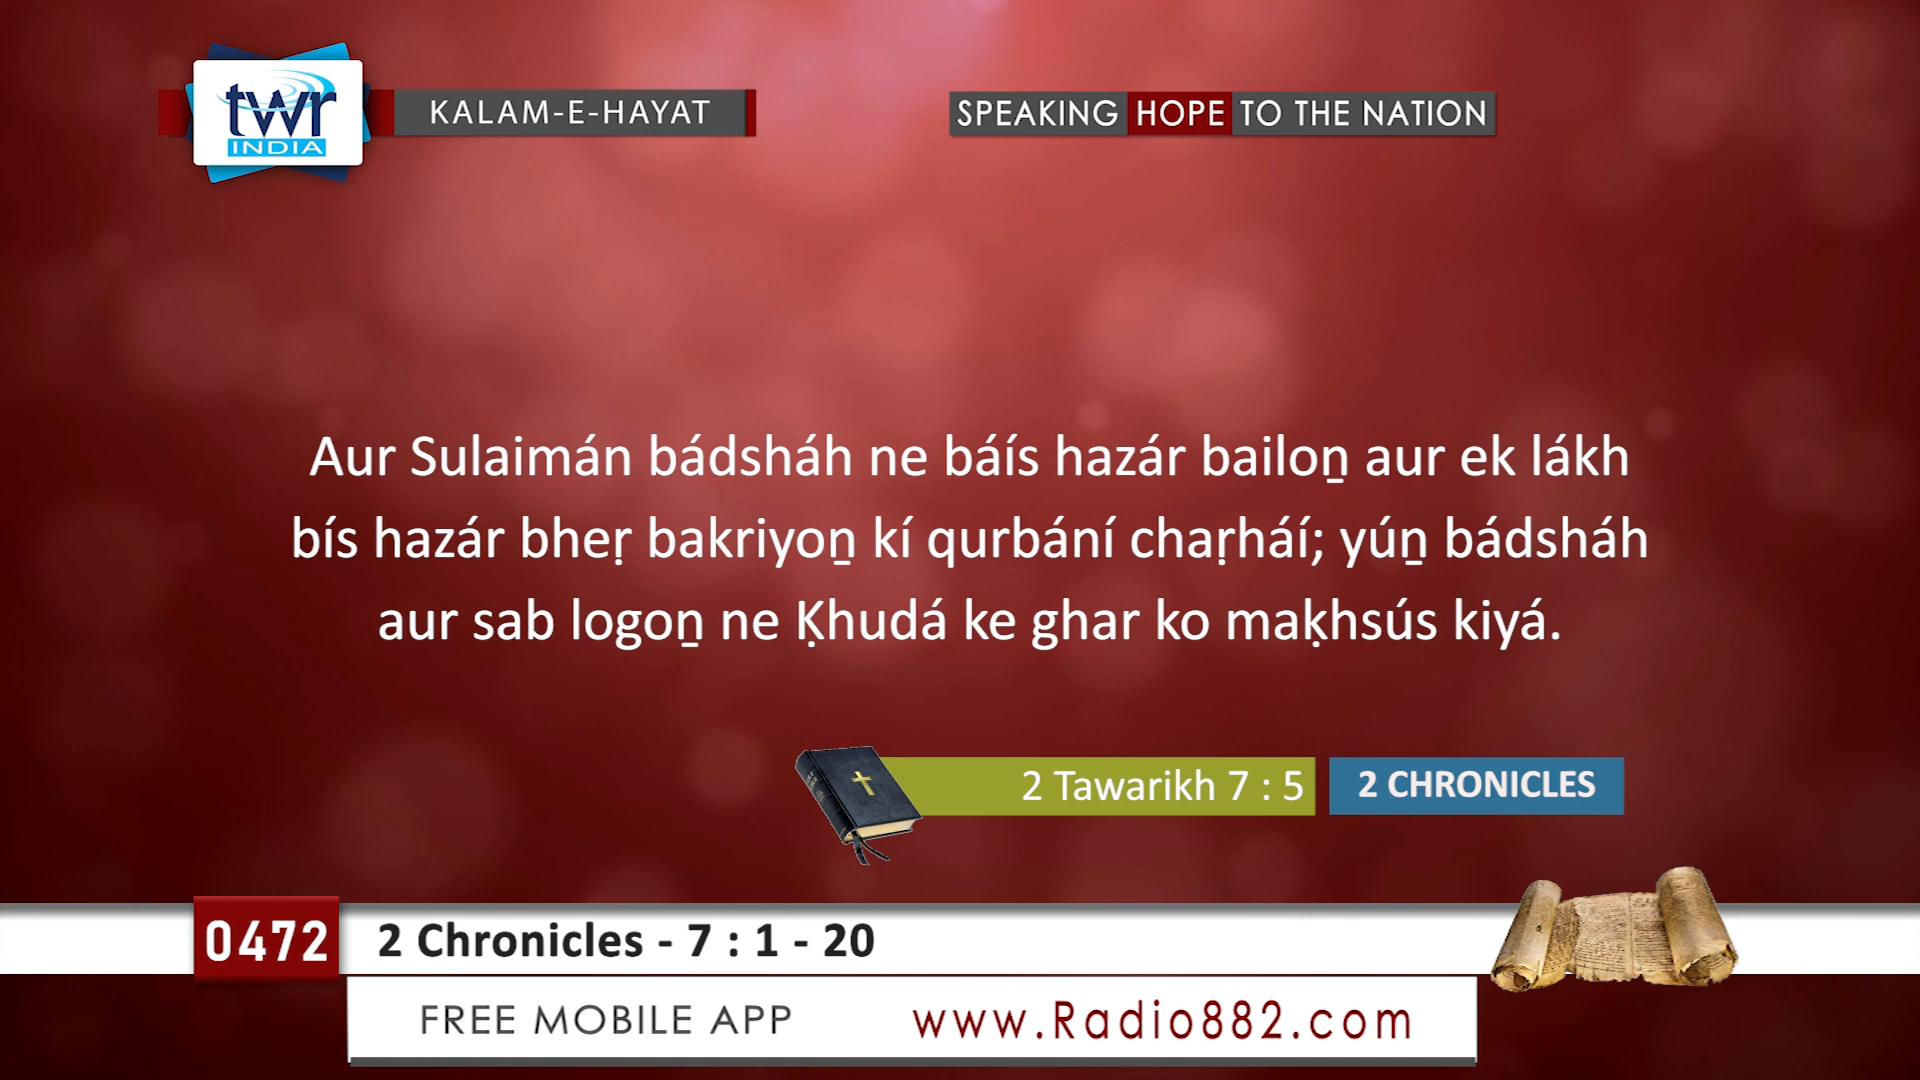 twr
INDIA
KALAM-E-HAYAT
SPEAKING HOPE TO THE NATION
Aur Sulaimán bádsháh ne báís hazár bailoṉ aur ek lákh
bís hazár bheṛ bakriyoṉ kí qurbání chaṛháí; yúṉ bádsháh
aur sab logoṉ ne Ḳhudá ke ghar ko maḳhsús kiyá.
2 Tawarikh 7 : 5
2 CHRONICLES
0472
2 Chronicles - 7 : 1 - 20
FREE MOBILE APP
www.Radio882.com